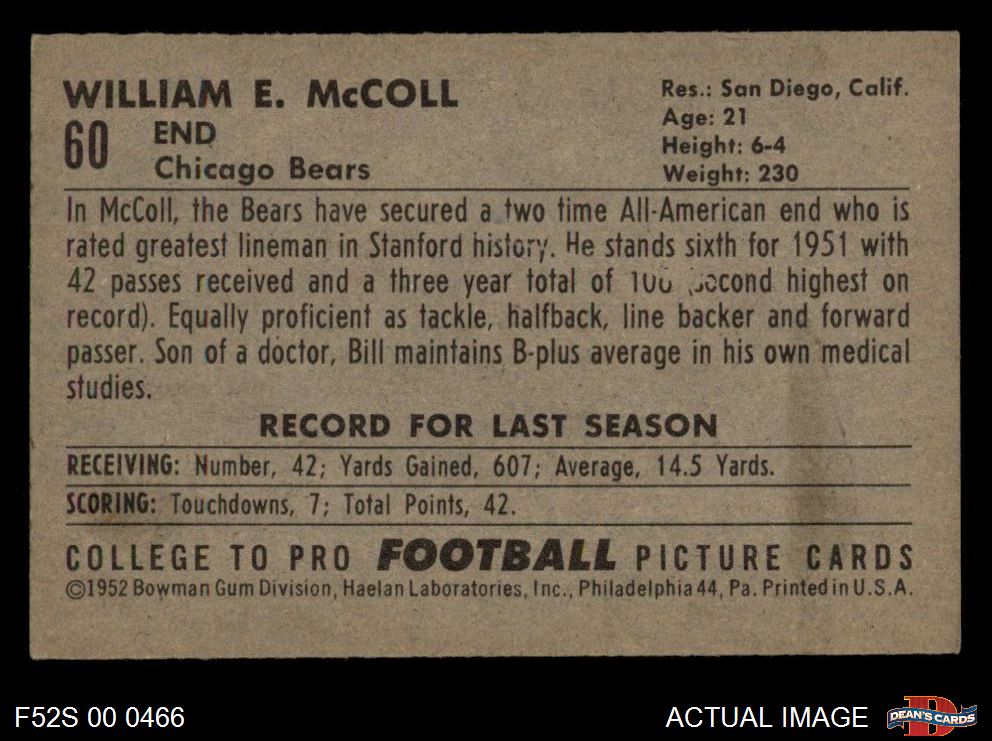 WILLIAM E. McCOLL
60
END
Chicago Bears
Res.: San Diego, Calif.
Age: 21
Height: 6-4
Weight: 230
In McColl, the Bears have secured a two time All-American end who is
rated greatest lineman in Stanford history. He stands sixth for 1951 with
42 passes received and a three year total of (second highest on
record). Equally proficient as tackle, halfback, line backer and forward
passer. Son of a doctor, Bill maintains B-plus average in his own medical
studies.
RECORD FOR LAST SEASON
RECEIVING: Number, 42; Yards Gained, 607; Average, 14.5 Yards.
SCORING: Touchdowns, 7; Total Points, 42.
COLLEGE TO PRO FOOTBALL PICTURE CARDS
©1952 Bowman Gum Division, Haelan Laboratories, Inc., Philadelphia 44, Pa. Printed in U.S.A.
F52S 00 0466
ACTUAL IMAGE
DEAN'S CARDS